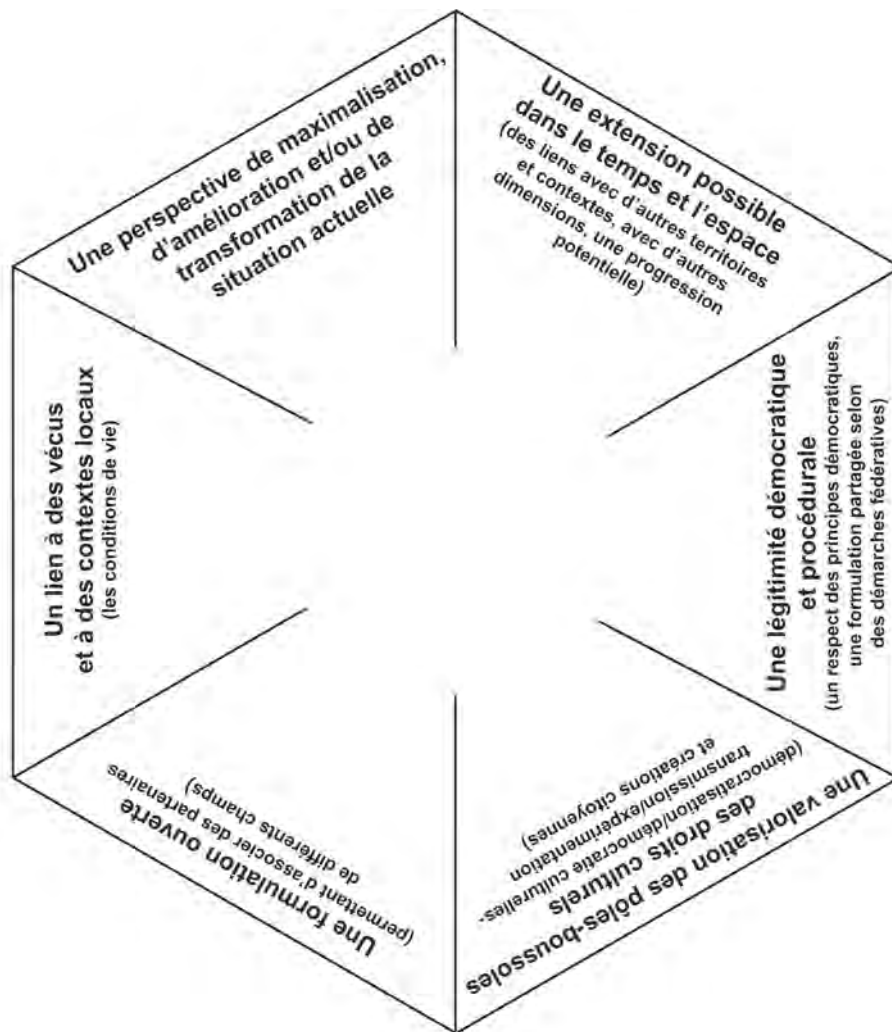 Une perspective de maximalisation,
d'amélioration et/ou de
transformation de la
situation actuelle
Une extension possible
dans le temps et l'espace
(des liens avec d'autres territoires
et contextes, avec d'autres
dimensions, une progression
potentielle)
Une légitimité démocratique
et procédurale
(un respect des principes démocratiques,
une formulation partagée selon
des démarches fédératives)
Une valorisation des pôles-boussoles
des droits culturels
(démocratisation/démocratie culturelles-
transmission/expérimentation
et créations citoyennes)
Une formulation ouverte
(permettant d'associer des partenaires
de différents champs)
Un lien à des vécus
et à des contextes locaux
(les conditions de vie)